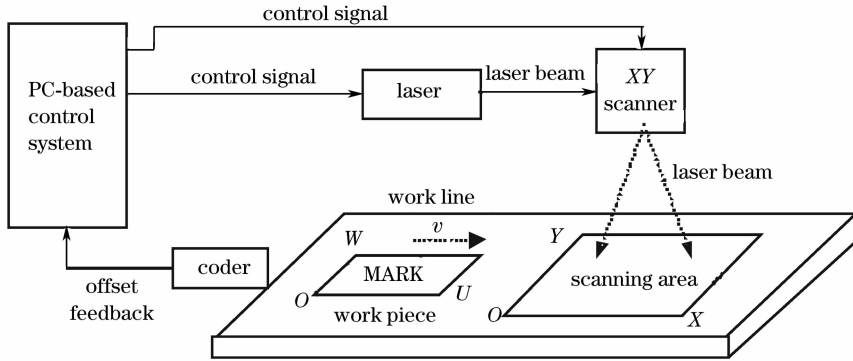 control signal
PC-based
control
system
control signal
laser
laser beam
XY
scanner
laser beam
work line
v
W
Y
coder
MARK
scanning area
offset
feedback
O
U
work piece
O
X